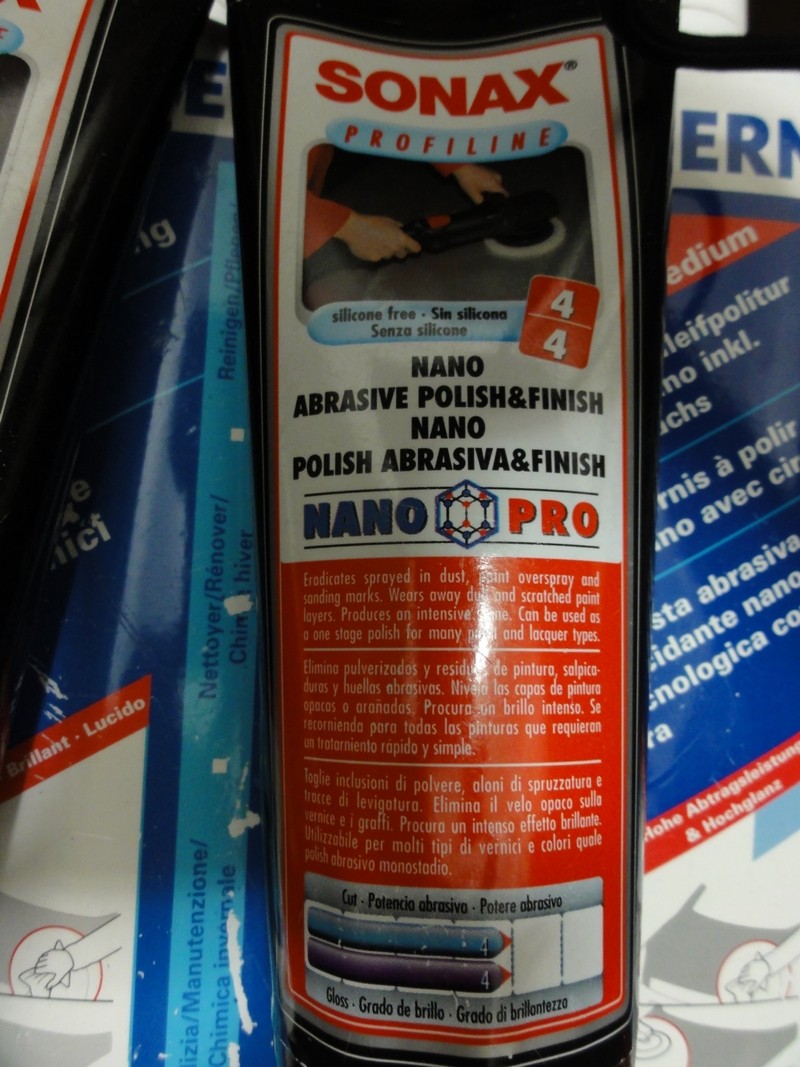 SONAX®
PROFILINE
silicone free · Sin silicona
Senza silicone
4
4
NANO
ABRASIVE POLISH&FINISH
NANO
POLISH ABRASIVA&FINISH
NANO PRO
Eradicates sprayed in dust, paint overspray and
sanding marks. Wears away dull and scratched paint
layers. Produces an intensive shine. Can be used as
a one stage polish for many paint and lacquer types.
Elimina pulverizados y residuos de pintura, salpica-
duras y huellas abrasivas. Nivela las capas de pintura
opacas o arañadas. Procura un brillo intenso. Se
recomienda para todas las pinturas que requieran
un tratamiento rápido y simple.
Toglie inclusioni di polvere, aloni di spruzzatura e
tracce di levigatura. Elimina il velo opaco sulla
vernice e i graffi. Procura un intenso effetto brillante.
Utilizzabile per molti tipi di vernici e colori quale
polish abrasivo monostadio.
Cut · Potencia abrasiva · Potere abrasivo
4
4
Gloss · Grado de brillo · Grado di brillantezza
Reinigen/Pflegen/
Nettoyer/Rénover/
hiver
izia/Manutenzione/
Chimica invernale
Brillant · Lucido
ERN
edium
leifpolitur
no inkl.
achs
rnis à polir
no avec cir
sta abrasiva
cidante nano
cnologica co
ra
Hohe Abtragsleistung
& Hochglanz